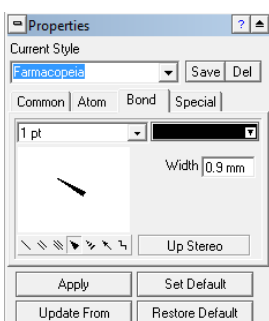 Properties ?
Current Style
Farmacopeia Save Del
Common Atom Bond Special
1 pt
Width 0.9 mm
Up Stereo
Apply Set Default
Update From Restore Default